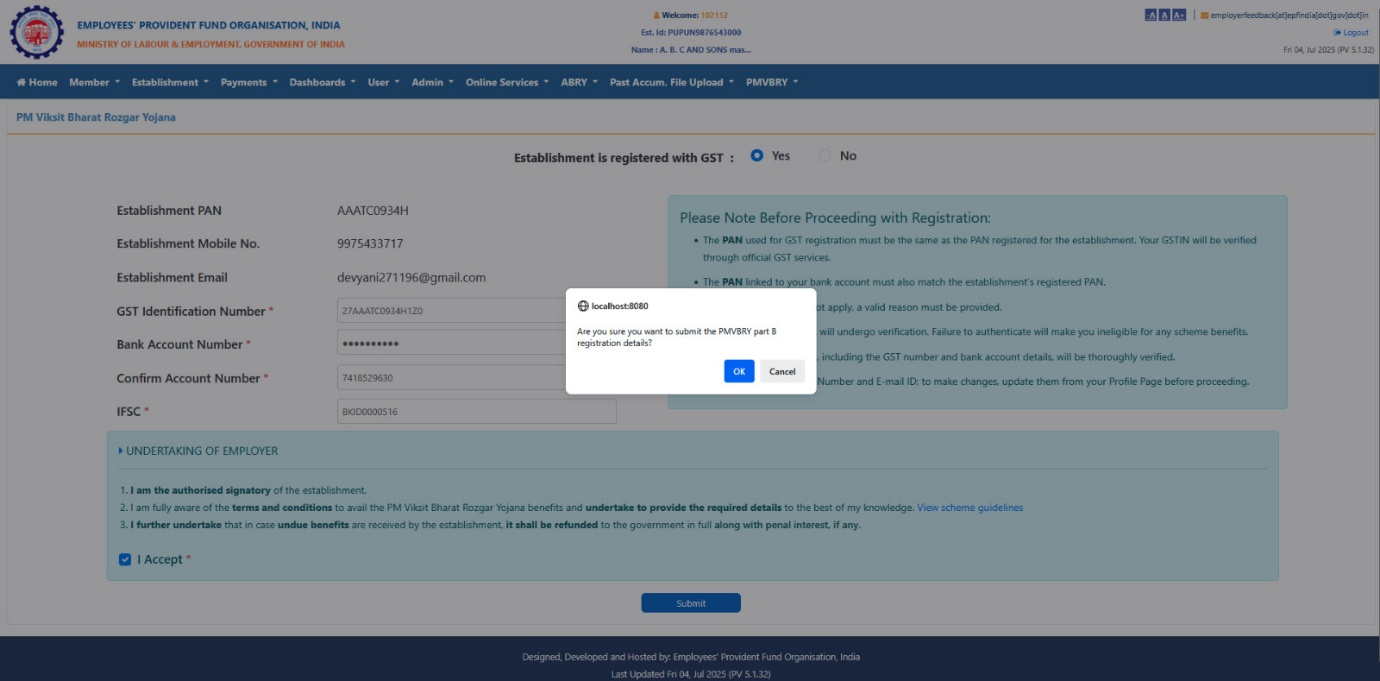 EMPLOYEES' PROVIDENT FUND ORGANISATION, INDIA
MINISTRY OF LABOUR & EMPLOYMENT, GOVERNMENT OF INDIA
Welcome: 102112
Est. Id: PUPUN9876543000
Name : A. B. C AND SONS mas...
A A A+ | employerfeedback[at]epfindia[dot]gov[dot]in
Logout
Fri 04, Jul 2025 (PV 5.1.32)
Home Member Establishment Payments Dashboards User Admin Online Services ABRY Past Accum. File Upload PMVBRY
PM Viksit Bharat Rozgar Yojana
Establishment is registered with GST : Yes No
Establishment PAN AAATC0934H
Establishment Mobile No. 9975433717
Establishment Email devyani271196@gmail.com
GST Identification Number * 27AAATC0934H1Z0
Bank Account Number * ••••••••••
Confirm Account Number * 7418529630
IFSC * BKID0000516
Please Note Before Proceeding with Registration:
• The PAN used for GST registration must be the same as the PAN registered for the establishment. Your GSTIN will be verified
through official GST services.
• The PAN linked to your bank account must also match the establishment's registered PAN.
ot apply, a valid reason must be provided.
will undergo verification. Failure to authenticate will make you ineligible for any scheme benefits.
, including the GST number and bank account details, will be thoroughly verified.
Number and E-mail ID; to make changes, update them from your Profile Page before proceeding.
localhost:8080
Are you sure you want to submit the PMVBRY part B
registration details?
OK Cancel
UNDERTAKING OF EMPLOYER
1. I am the authorised signatory of the establishment.
2. I am fully aware of the terms and conditions to avail the PM Viksit Bharat Rozgar Yojana benefits and undertake to provide the required details to the best of my knowledge. View scheme guidelines
3. I further undertake that in case undue benefits are received by the establishment, it shall be refunded to the government in full along with penal interest, if any.
I Accept *
Submit
Designed, Developed and Hosted by: Employees' Provident Fund Organisation, India
Last Updated Fri 04, Jul 2025 (PV 5.1.32)